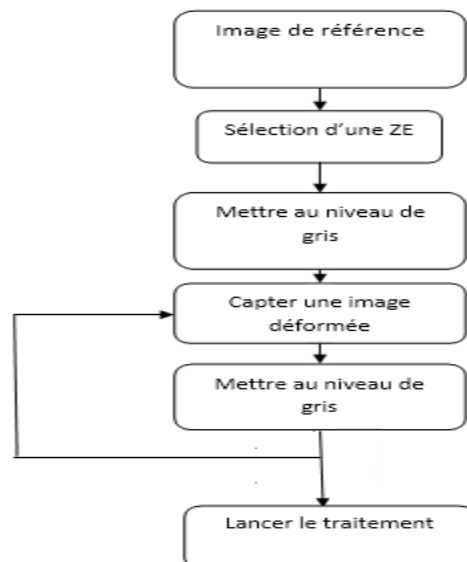 Image de référence
Sélection d'une ZE
Mettre au niveau de
gris
Capter une image
déformée
Mettre au niveau de
gris
Lancer le traitement